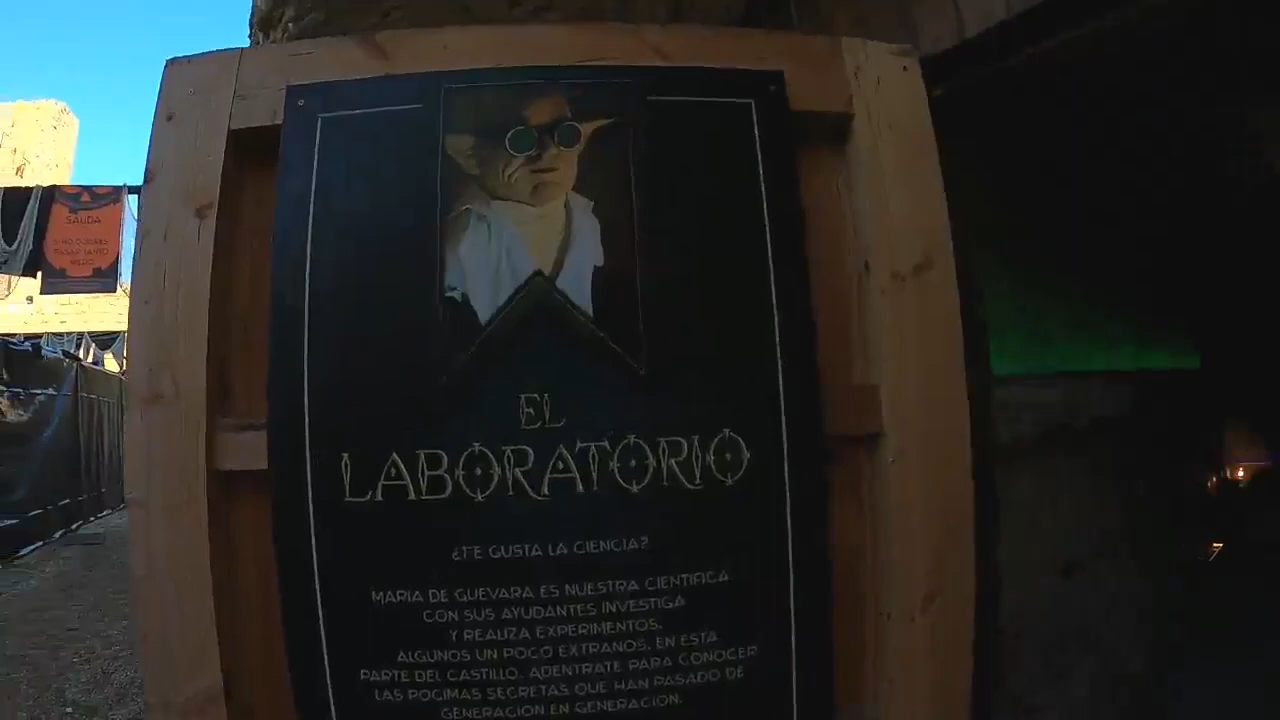 SALIDA
EL
LABORATORIO
¿TE GUSTA LA CIENCIA?
MARIA DE GUEVARA ES NUESTRA CIENTIFICA
CON SUS AYUDANTES INVESTIGA
Y REALIZA EXPERIMENTOS.
ALGUNOS UN POCO EXTRANOS. EN ESTA
PARTE DEL CASTILLO. ADENTRATE PARA CONOCER
LAS POCIMAS SECRETAS QUE HAN PASADO DE
GENERACION EN GENERACION.